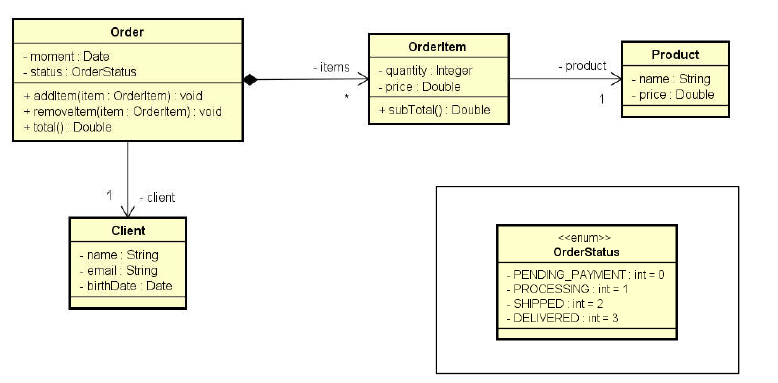 Order
- moment : Date
- status : OrderStatus
+ addItem(item : OrderItem) : void
+ removeItem(item : OrderItem) : void
+ total() : Double
- items
*
OrderItem
- quantity : Integer
- price : Double
+ subTotal() : Double
- product
1
Product
- name : String
- price : Double
1
- client
Client
- name : String
- email : String
- birthDate : Date
<<enum>>
OrderStatus
- PENDING_PAYMENT : int = 0
- PROCESSING : int = 1
- SHIPPED : int = 2
- DELIVERED : int = 3